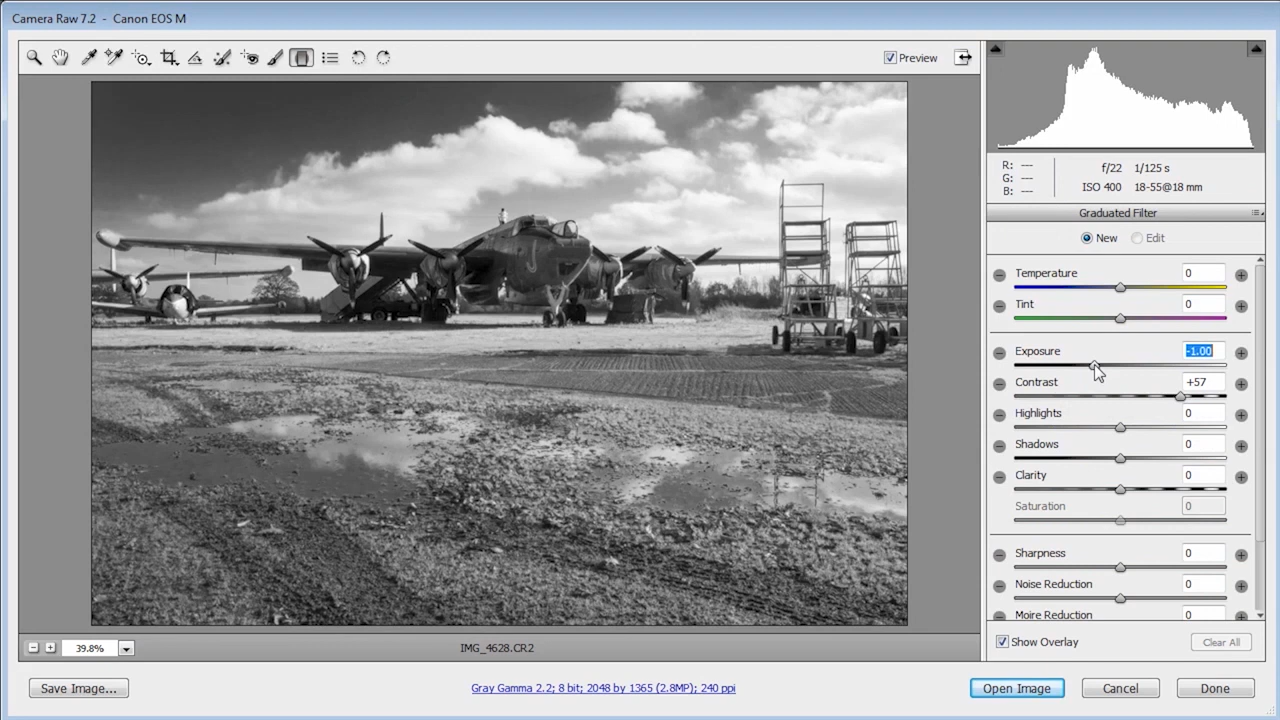 Camera Raw 7.2 - Canon EOS M
Preview
R: ---
G: ---
B: ---
f/22 1/125 s
ISO 400 18-55@18 mm
Graduated Filter
New Edit
Temperature 0
Tint 0
Exposure -1.00
Contrast +57
Highlights 0
Shadows 0
Clarity 0
Saturation 0
Sharpness 0
Noise Reduction 0
Moire Reduction 0
Show Overlay Clear All
39.8% IMG_4628.CR2
Save Image... Gray Gamma 2.2; 8 bit; 2048 by 1365 (2.8MP); 240 ppi Open Image Cancel Done